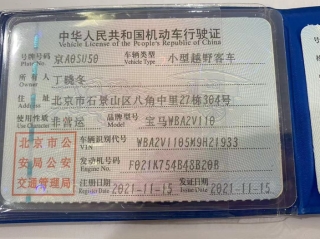 中华人民共和国机动车行驶证
Vehicle License of the People's Republic of China
号牌号码 京A0SU50 车辆类型 小型越野客车
Plate No. Vehicle Type
所有人 丁晓冬
Owner
住址 北京市石景山区八角中里27栋304号
Address
使用性质 非营运 品牌型号 宝马WBA2V110
Use Character Model
北京市公安局公安交通管理局
车辆识别代号 WBA2V1105M9H21933
VIN
发动机号码 F021K754B48B20B
Engine No.
注册日期 2021-11-15 发证日期 2021-11-15
Register Date Issue Date